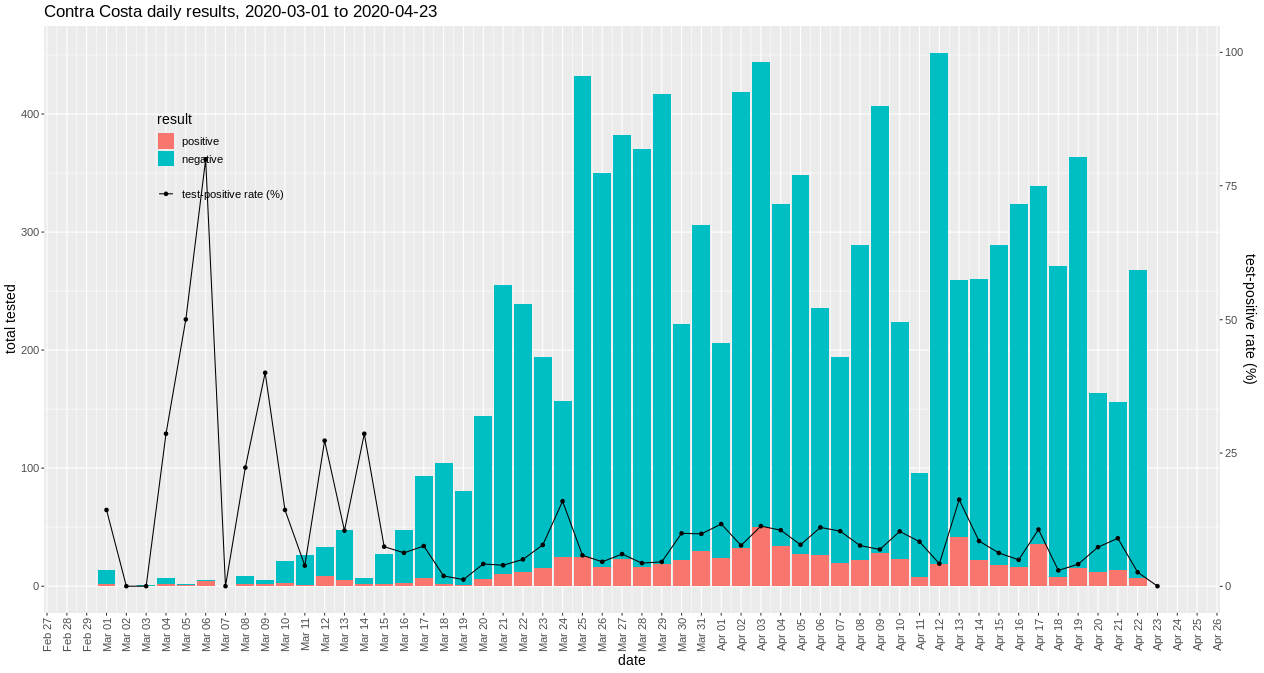 Contra Costa daily results, 2020-03-01 to 2020-04-23
total tested
400
300
200
100
0
result
positive
negative
test-positive rate (%)
100
75
50
25
0
test-positive rate (%)
Feb 27
Feb 28
Feb 29
Mar 01
Mar 02
Mar 03
Mar 04
Mar 05
Mar 06
Mar 07
Mar 08
Mar 09
Mar 10
Mar 11
Mar 12
Mar 13
Mar 14
Mar 15
Mar 16
Mar 17
Mar 18
Mar 19
Mar 20
Mar 21
Mar 22
Mar 23
Mar 24
Mar 25
Mar 26
Mar 27
Mar 28
Mar 29
Mar 30
Mar 31
Apr 01
Apr 02
Apr 03
Apr 04
Apr 05
Apr 06
Apr 07
Apr 08
Apr 09
Apr 10
Apr 11
Apr 12
Apr 13
Apr 14
Apr 15
Apr 16
Apr 17
Apr 18
Apr 19
Apr 20
Apr 21
Apr 22
Apr 23
Apr 24
Apr 25
Apr 26
date